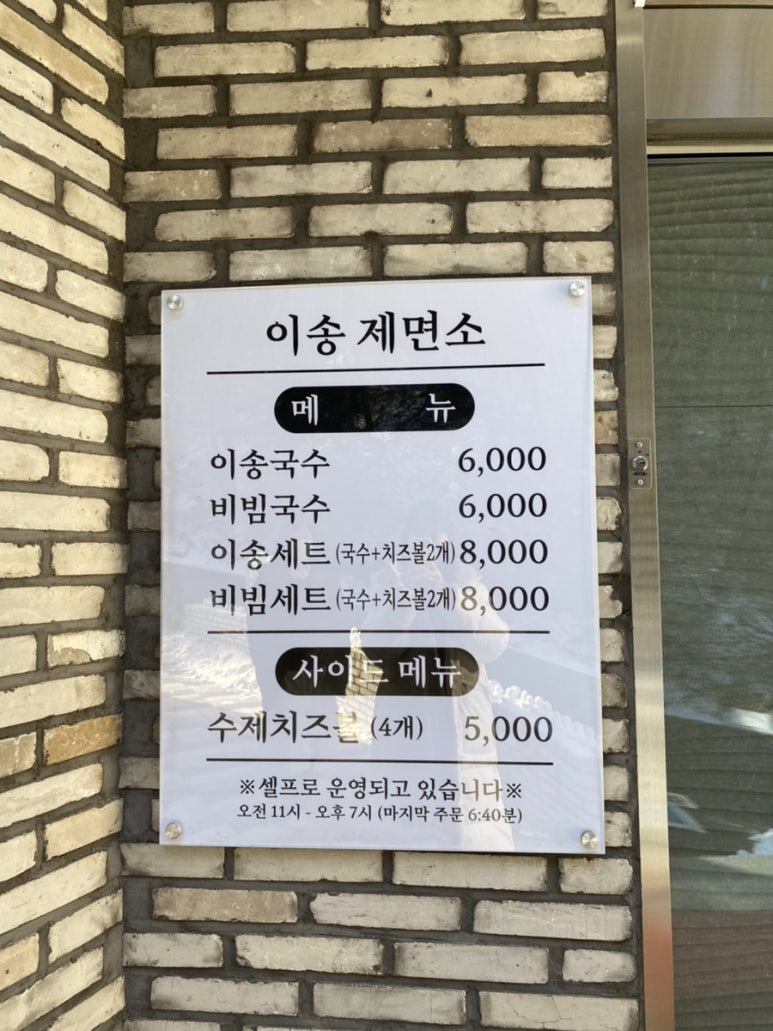 이송 제면소
메 뉴
이송국수 6,000
비빔국수 6,000
이송세트 (국수+치즈볼2개) 8,000
비빔세트 (국수+치즈볼2개) 8,000
사이드 메뉴
수제치즈볼 (4개) 5,000
※셀프로 운영되고 있습니다※
오전 11시 - 오후 7시 (마지막 주문 6:40분)